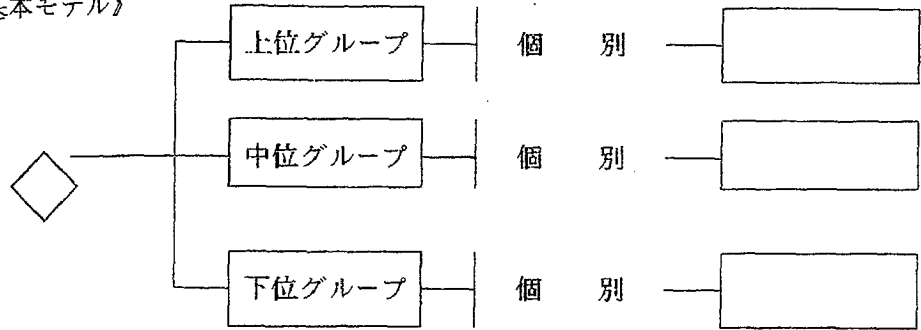 基本モデル》
上位グループ 個 別
中位グループ 個 別
下位グループ 個 別